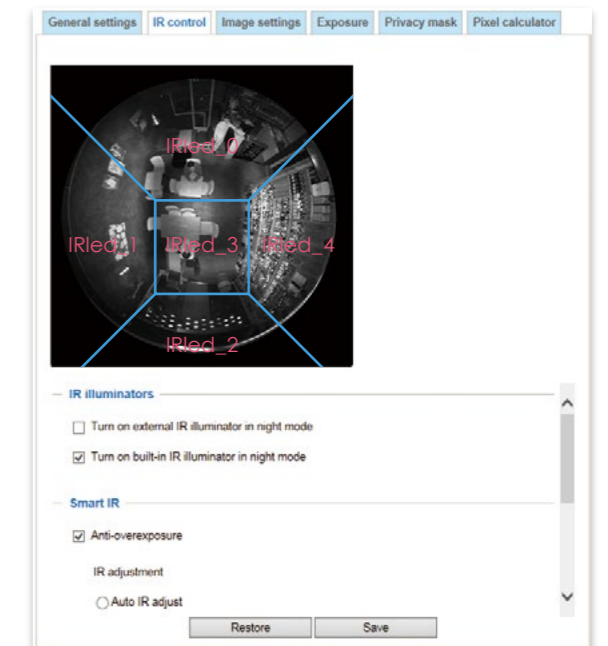 General settings IR control Image settings Exposure Privacy mask Pixel calculator
IRled_0
IRled_1 IRled_3 IRled_4
IRled_2
IR illuminators
Turn on external IR illuminator in night mode
Turn on built-in IR illuminator in night mode
Smart IR
Anti-overexposure
IR adjustment
Auto IR adjust
Restore Save